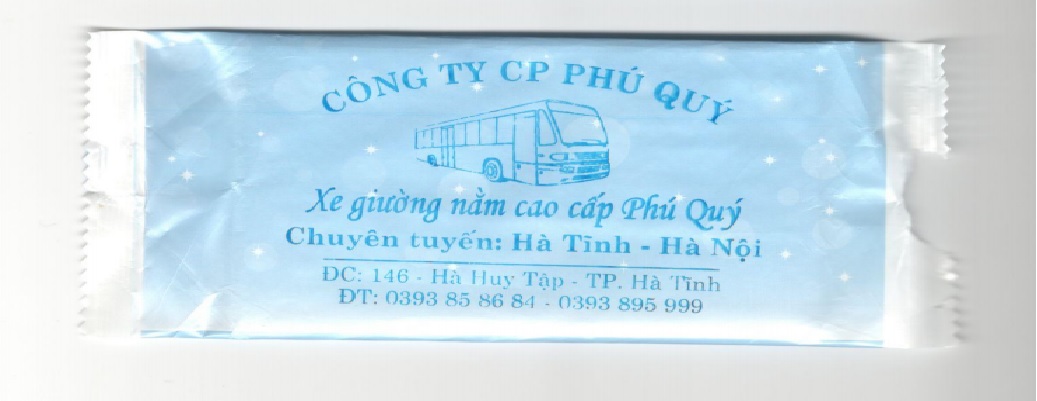 CÔNG TY CP PHÚ QUÝ
Xe giường nằm cao cấp Phú Quý
Chuyên tuyến: Hà Tĩnh - Hà Nội
ĐC: 146 - Hà Huy Tập - TP. Hà Tĩnh
ĐT: 0393 85 86 84 - 0393 895 999